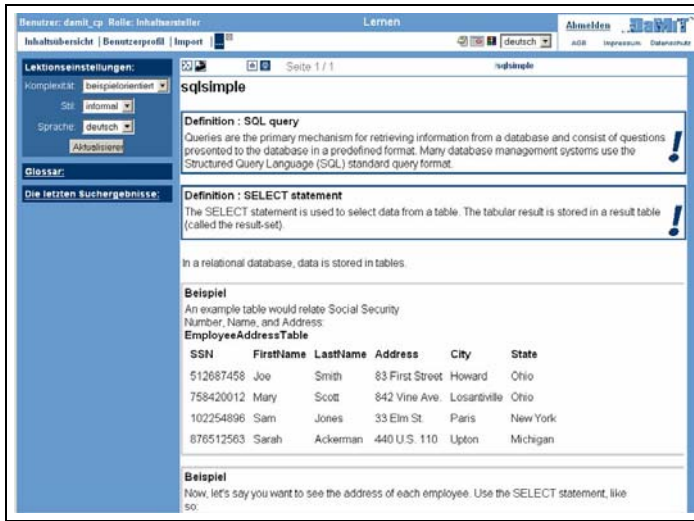 Benutzer: damit_cp Rolle: Inhaltsersteller
Lernen
Abmelden
DaMiT
Inhaltsübersicht | Benutzerprofil | Import |
deutsch
AGB Impressum Datenschutz
Lektionseinstellungen:
Komplexität: beispielorientiert
Stil: informal
Sprache: deutsch
Aktualisieren
Glossar:
Die letzten Suchergebnisse:
Seite 1 / 1
sqlsimple
sqlsimple
Definition : SQL query
Queries are the primary mechanism for retrieving information from a database and consist of questions
presented to the database in a predefined format. Many database management systems use the
Structured Query Language (SQL) standard query format.
!
Definition : SELECT statement
The SELECT statement is used to select data from a table. The tabular result is stored in a result table
(called the result-set).
!
In a relational database, data is stored in tables.
Beispiel
An example table would relate Social Security
Number, Name, and Address:
EmployeeAddressTable
SSN FirstName LastName Address City State
512687458 Joe Smith 83 First Street Howard Ohio
758420012 Mary Scott 842 Vine Ave. Losantiville Ohio
102254896 Sam Jones 33 Elm St. Paris New York
876512563 Sarah Ackerman 440 U.S. 110 Upton Michigan
Beispiel
Now, let's say you want to see the address of each employee. Use the SELECT statement, like
so: